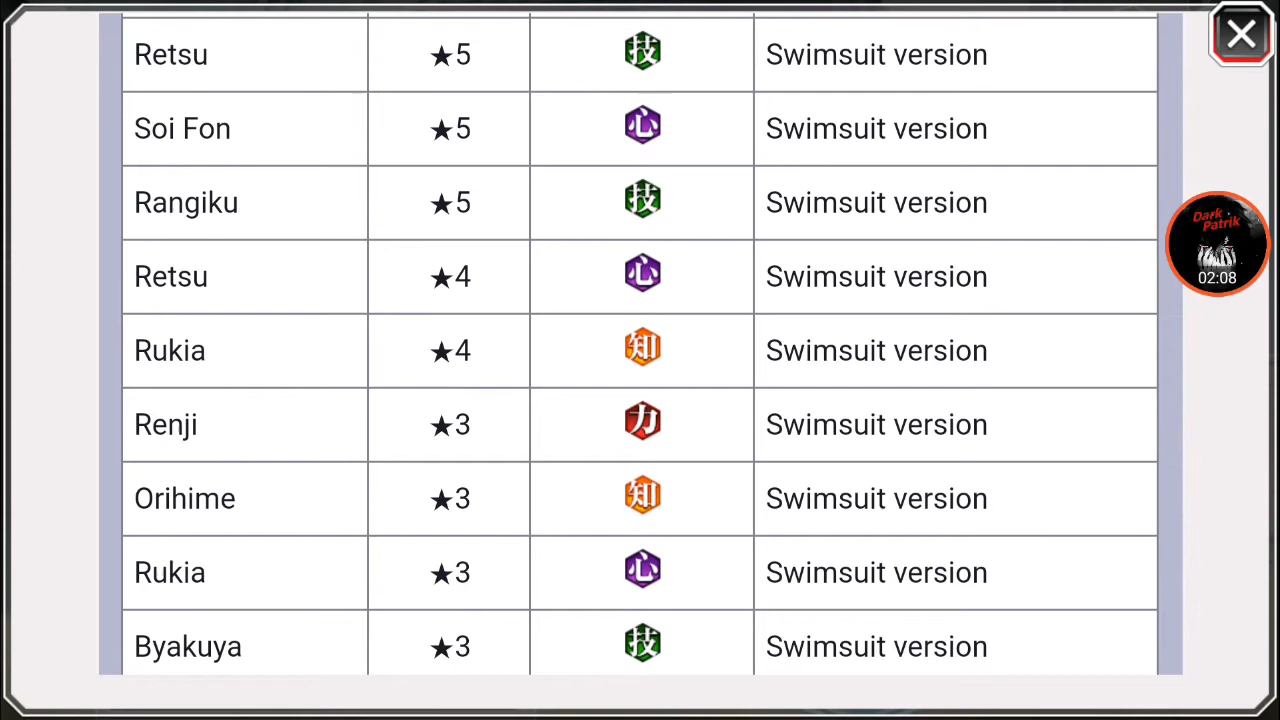 Retsu ★5 技 Swimsuit version
Soi Fon ★5 心 Swimsuit version
Rangiku ★5 技 Swimsuit version
Retsu ★4 心 Swimsuit version
Rukia ★4 知 Swimsuit version
Renji ★3 力 Swimsuit version
Orihime ★3 知 Swimsuit version
Rukia ★3 心 Swimsuit version
Byakuya ★3 技 Swimsuit version
Dark
Patrik
02:08